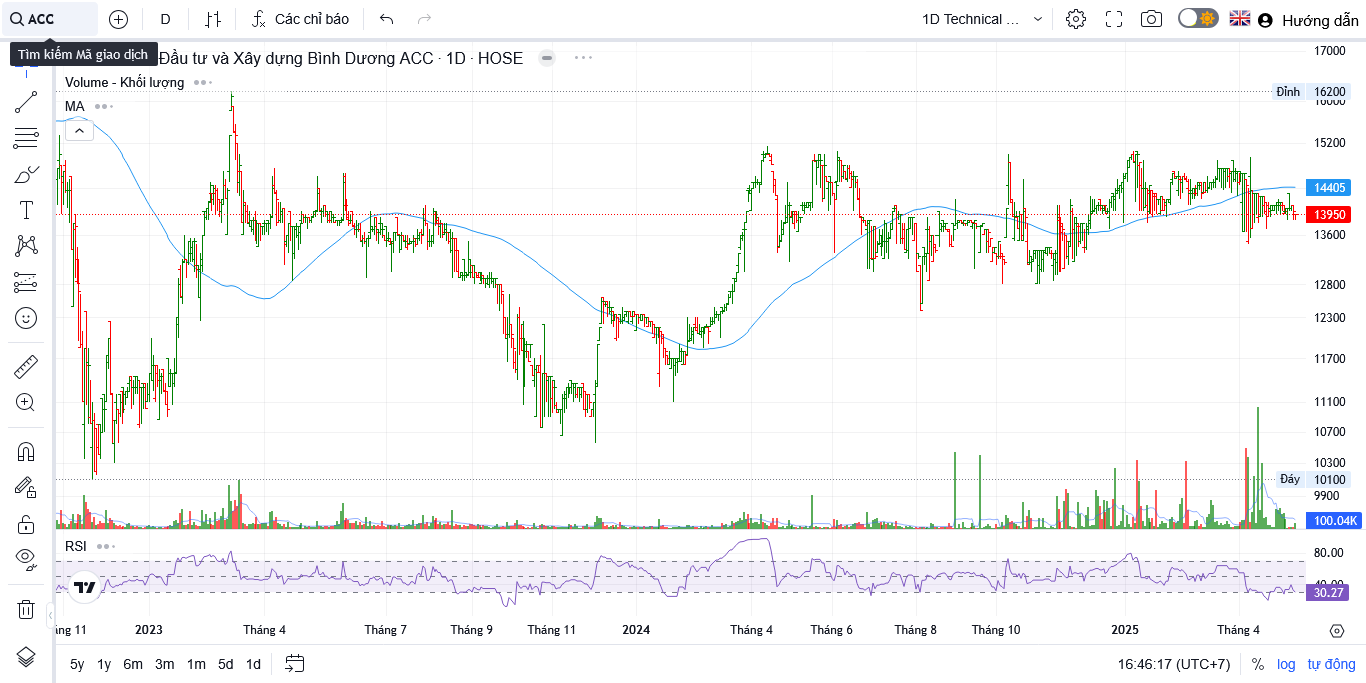 ACC
D
Các chỉ báo
1D Technical ...
Hướng dẫn
Tìm kiếm Mã giao dịch
Đầu tư và Xây dựng Bình Dương ACC · 1D · HOSE
Volume - Khối lượng
MA
17000
Đỉnh 16200
16000
15200
14405
13950
13600
12800
12300
11700
11100
10700
10300
Đáy 10100
9900
100.04K
RSI
80.00
40.00
30.27
ng 11 2023 Tháng 4 Tháng 7 Tháng 9 Tháng 11 2024 Tháng 4 Tháng 6 Tháng 8 Tháng 10 2025 Tháng 4
5y 1y 6m 3m 1m 5d 1d
16:46:17 (UTC+7) % log tự động